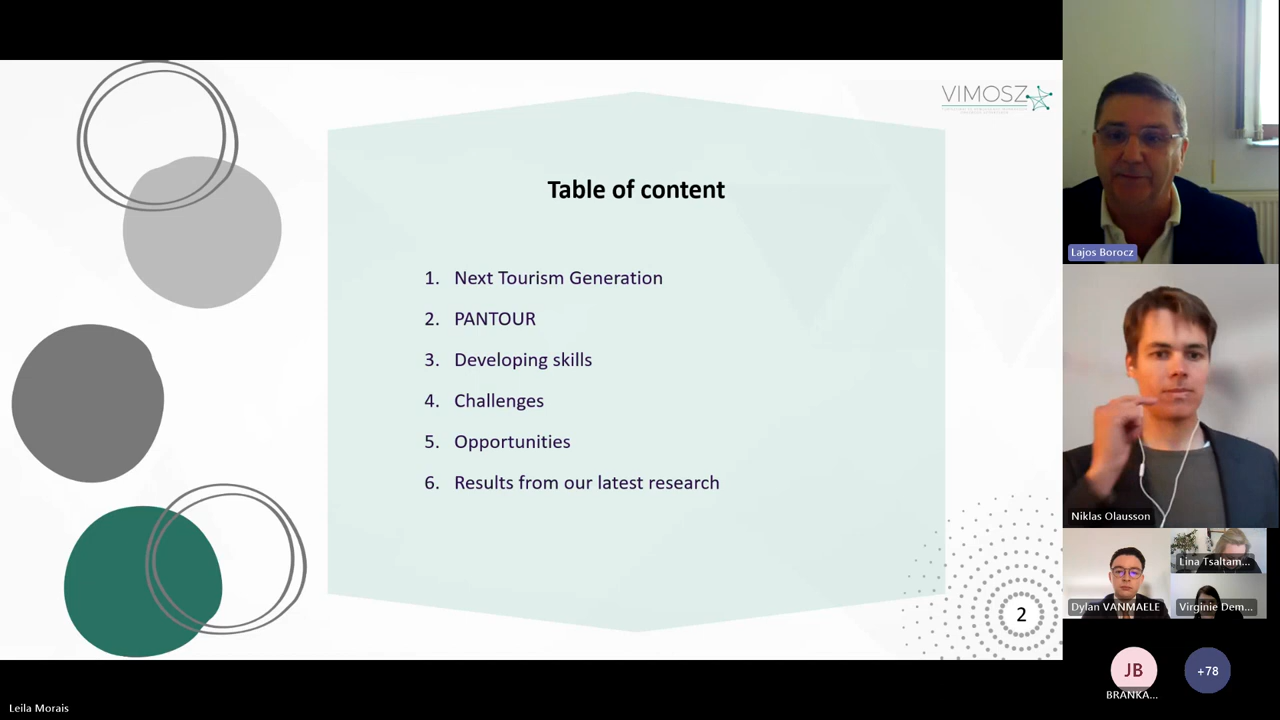 VIMOSZ
Table of content
1. Next Tourism Generation
2. PANTOUR
3. Developing skills
4. Challenges
5. Opportunities
6. Results from our latest research
2
Lajos Borocz
Niklas Olausson
Lina Tsaltam...
Dylan VANMAELE
Virginie Dem...
JB
+78
BRANKA...
Leila Morais